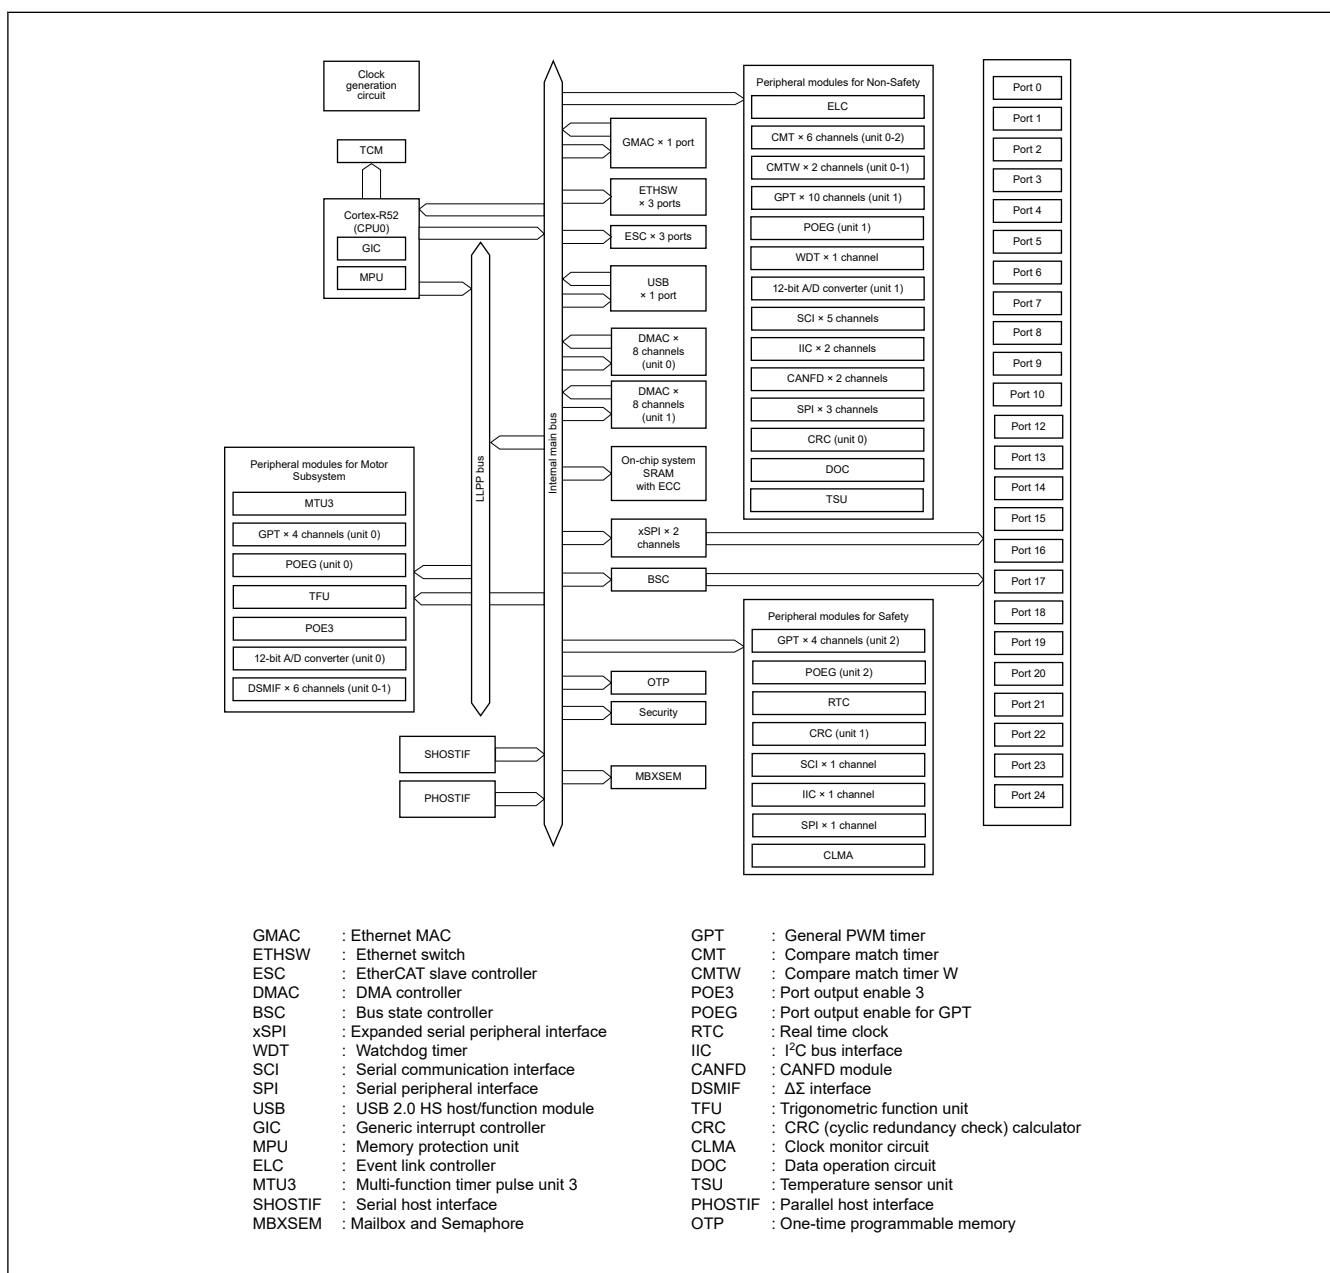 Clock
generation
circuit
TCM
Cortex-R52
(CPU0)
GIC
MPU
LLPP bus
Internal main bus
Peripheral modules for Motor
Subsystem
MTU3
GPT × 4 channels (unit 0)
POEG (unit 0)
TFU
POE3
12-bit A/D converter (unit 0)
DSMIF × 6 channels (unit 0-1)
SHOSTIF
PHOSTIF
GMAC × 1 port
ETHSW
× 3 ports
ESC × 3 ports
USB
× 1 port
DMAC ×
8 channels
(unit 0)
DMAC ×
8 channels
(unit 1)
On-chip system
SRAM
with ECC
xSPI × 2
channels
BSC
OTP
Security
MBXSEM
Peripheral modules for Non-Safety
ELC
CMT × 6 channels (unit 0-2)
CMTW × 2 channels (unit 0-1)
GPT × 10 channels (unit 1)
POEG (unit 1)
WDT × 1 channel
12-bit A/D converter (unit 1)
SCI × 5 channels
IIC × 2 channels
CANFD × 2 channels
SPI × 3 channels
CRC (unit 0)
DOC
TSU
Peripheral modules for Safety
GPT × 4 channels (unit 2)
POEG (unit 2)
RTC
CRC (unit 1)
SCI × 1 channel
IIC × 1 channel
SPI × 1 channel
CLMA
Port 0
Port 1
Port 2
Port 3
Port 4
Port 5
Port 6
Port 7
Port 8
Port 9
Port 10
Port 12
Port 13
Port 14
Port 15
Port 16
Port 17
Port 18
Port 19
Port 20
Port 21
Port 22
Port 23
Port 24
GMAC : Ethernet MAC
ETHSW : Ethernet switch
ESC : EtherCAT slave controller
DMAC : DMA controller
BSC : Bus state controller
xSPI : Expanded serial peripheral interface
WDT : Watchdog timer
SCI : Serial communication interface
SPI : Serial peripheral interface
USB : USB 2.0 HS host/function module
GIC : Generic interrupt controller
MPU : Memory protection unit
ELC : Event link controller
MTU3 : Multi-function timer pulse unit 3
SHOSTIF : Serial host interface
MBXSEM : Mailbox and Semaphore
GPT : General PWM timer
CMT : Compare match timer
CMTW : Compare match timer W
POE3 : Port output enable 3
POEG : Port output enable for GPT
RTC : Real time clock
IIC : I²C bus interface
CANFD : CANFD module
DSMIF : ΔΣ interface
TFU : Trigonometric function unit
CRC : CRC (cyclic redundancy check) calculator
CLMA : Clock monitor circuit
DOC : Data operation circuit
TSU : Temperature sensor unit
PHOSTIF : Parallel host interface
OTP : One-time programmable memory